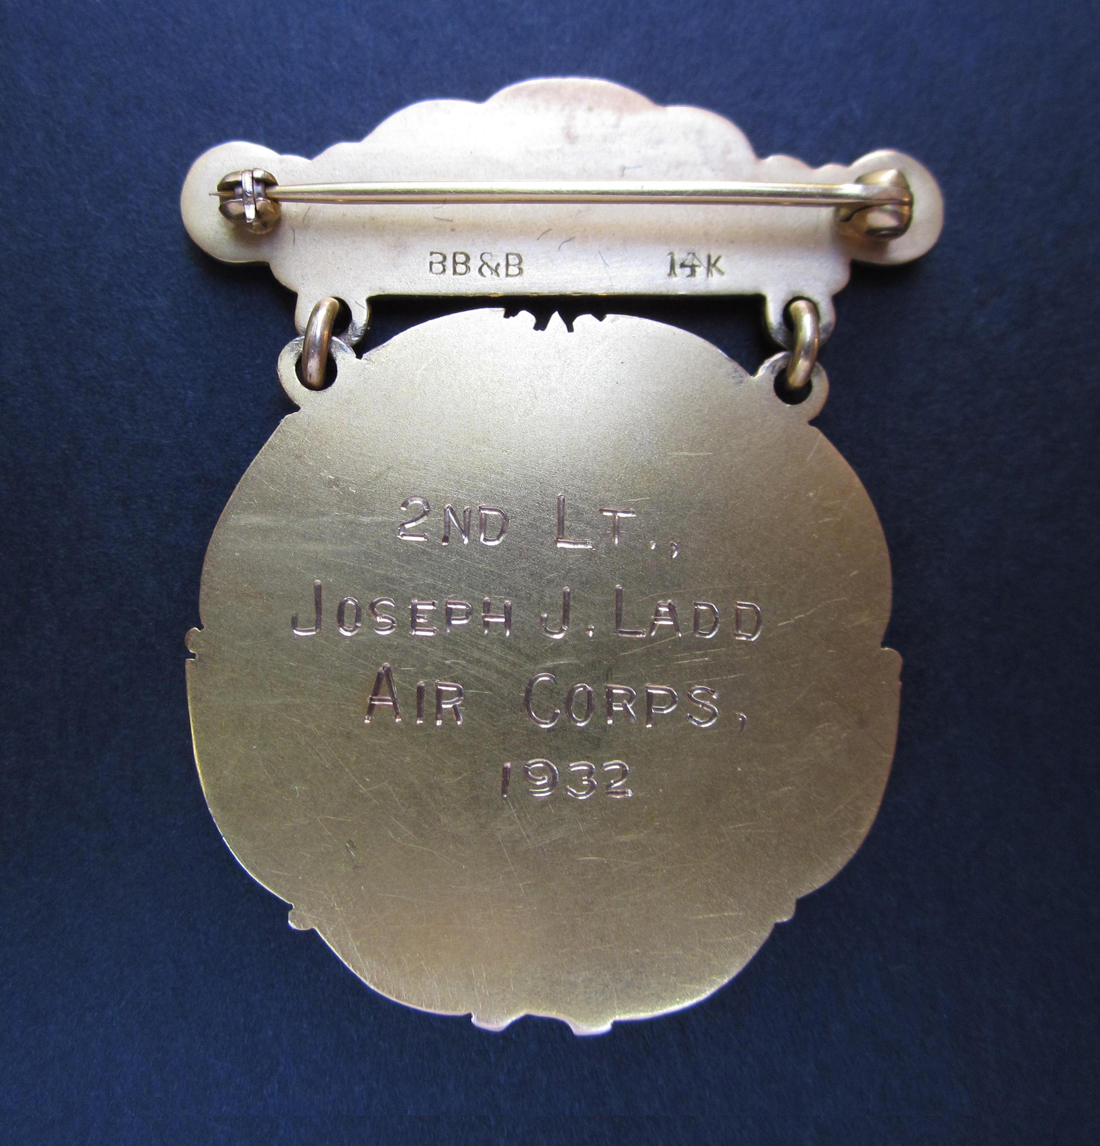 BB&B 14K
2ND LT.,
JOSEPH J. LADD
AIR CORPS,
1932